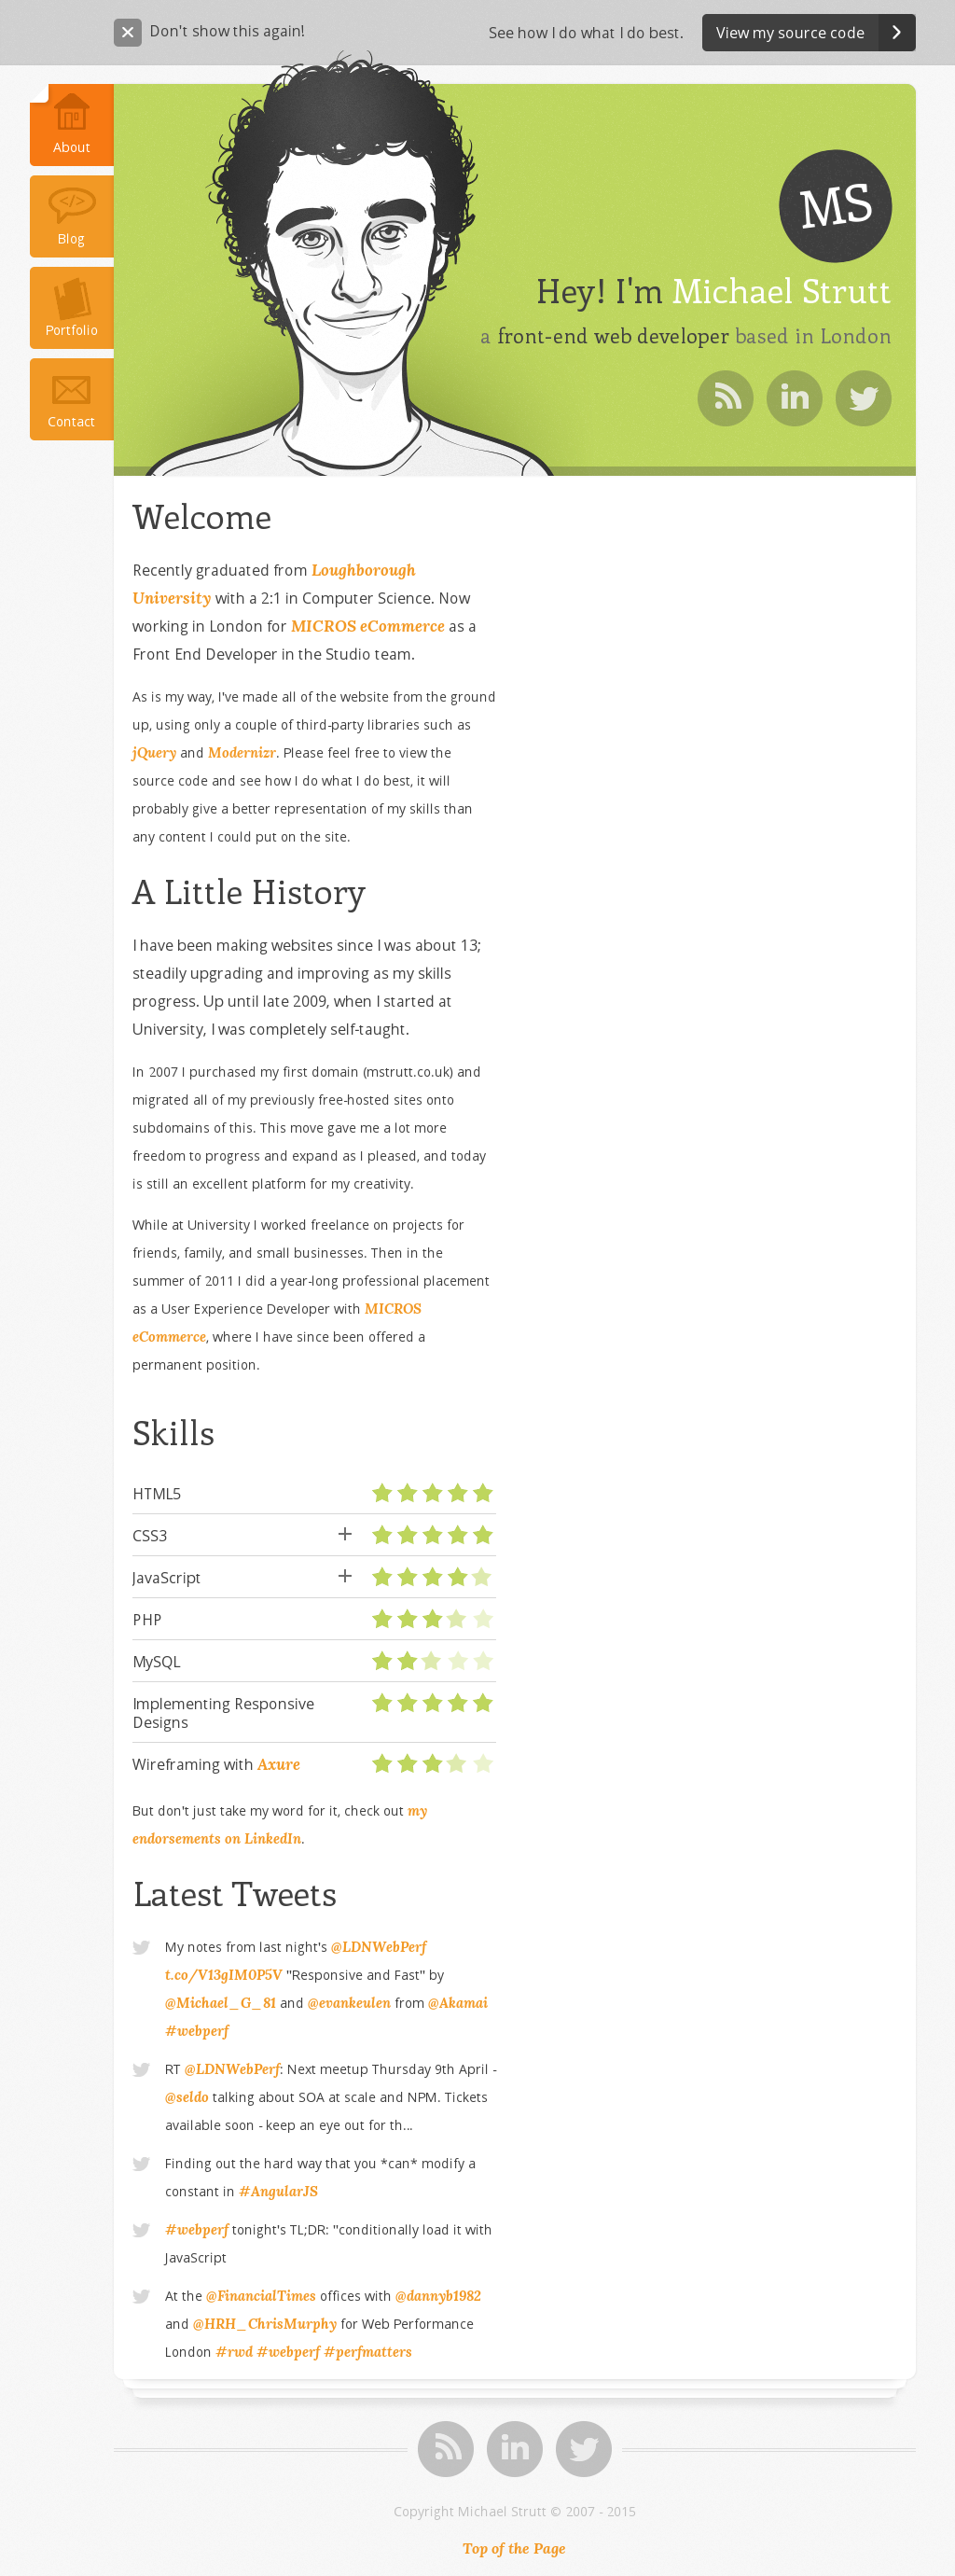 Don't show this again!
See how I do what I do best.
View my source code
About
Blog
Portfolio
Contact
MS
Hey! I'm Michael Strutt
a front-end web developer based in London
Welcome
Recently graduated from Loughborough
University with a 2:1 in Computer Science. Now
working in London for MICROS eCommerce as a
Front End Developer in the Studio team.
As is my way, I've made all of the website from the ground
up, using only a couple of third-party libraries such as
jQuery and Modernizr. Please feel free to view the
source code and see how I do what I do best, it will
probably give a better representation of my skills than
any content I could put on the site.
A Little History
I have been making websites since I was about 13;
steadily upgrading and improving as my skills
progress. Up until late 2009, when I started at
University, I was completely self-taught.
In 2007 I purchased my first domain (mstrutt.co.uk) and
migrated all of my previously free-hosted sites onto
subdomains of this. This move gave me a lot more
freedom to progress and expand as I pleased, and today
is still an excellent platform for my creativity.
While at University I worked freelance on projects for
friends, family, and small businesses. Then in the
summer of 2011 I did a year-long professional placement
as a User Experience Developer with MICROS
eCommerce, where I have since been offered a
permanent position.
Skills
HTML5
CSS3 +
JavaScript +
PHP
MySQL
Implementing Responsive
Designs
Wireframing with Axure
But don't just take my word for it, check out my
endorsements on LinkedIn.
Latest Tweets
My notes from last night's @LDNWebPerf
t.co/V13gIM0P5V "Responsive and Fast" by
@Michael_G_81 and @evankeulen from @Akamai
#webperf
RT @LDNWebPerf: Next meetup Thursday 9th April -
@seldo talking about SOA at scale and NPM. Tickets
available soon - keep an eye out for th...
Finding out the hard way that you *can* modify a
constant in #AngularJS
#webperf tonight's TL;DR: "conditionally load it with
JavaScript
At the @FinancialTimes offices with @dannyb1982
and @HRH_ChrisMurphy for Web Performance
London #rwd #webperf #perfmatters
Copyright Michael Strutt © 2007 - 2015
Top of the Page